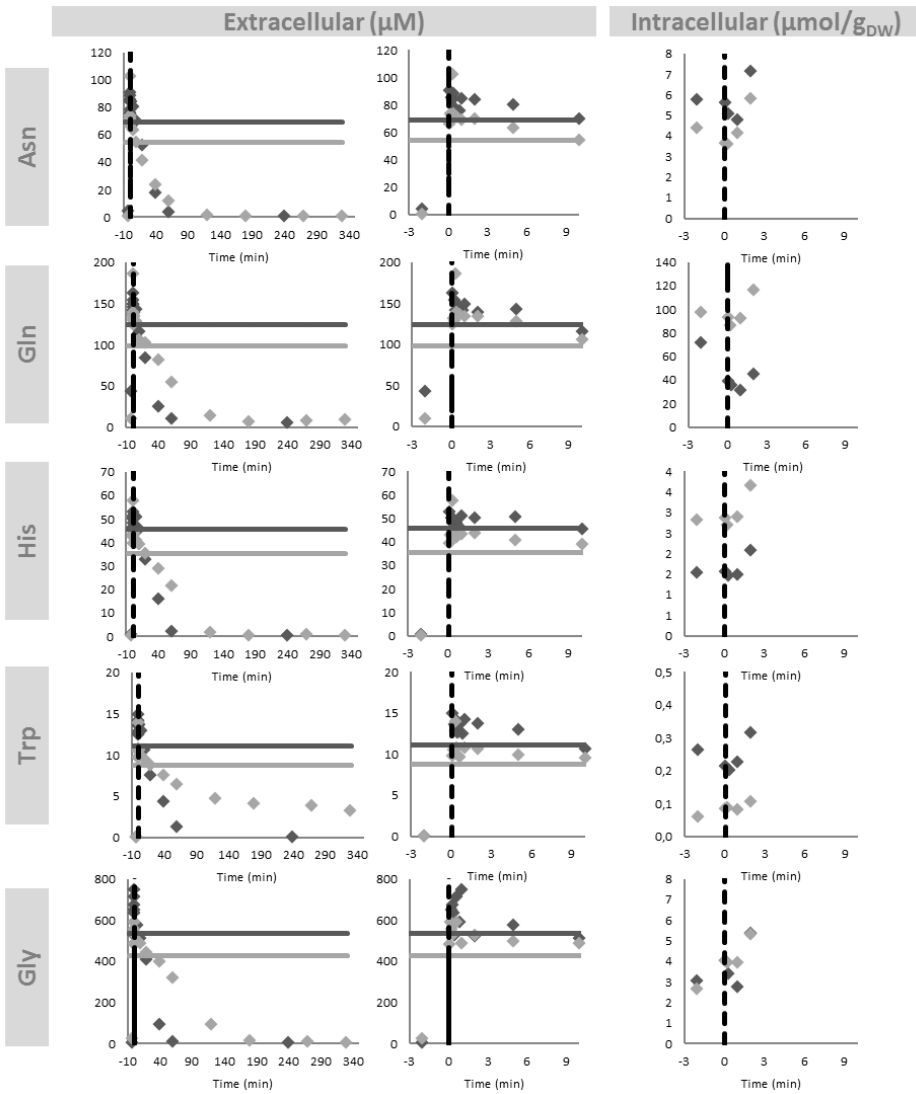 Extracellular (µM)
Intracellular (µmol/gDW)
Asn
120
100
80
60
40
20
0
-10 40 90 140 190 240 290 340
Time (min)
120
100
80
60
40
20
0
-3 0 3 6 9
Time (min)
8
7
6
5
4
3
2
1
0
-3 0 3 6 9
Time (min)
Gln
200
150
100
50
0
-10 40 90 140 190 240 290 340
Time (min)
200
150
100
50
0
-3 0 3 6 9
Time (min)
140
120
100
80
60
40
20
0
-3 0 3 6 9
Time (min)
His
70
60
50
40
30
20
10
0
-10 40 90 140 190 240 290 340
Time (min)
70
60
50
40
30
20
10
0
-3 0 3 6 9
Time (min)
4
4
3
3
2
2
1
1
0
-3 0 3 6 9
Time (min)
Trp
20
15
10
5
0
-10 40 90 140 190 240 290 340
Time (min)
20
15
10
5
0
-3 0 3 6 9
Time (min)
0,5
0,4
0,3
0,2
0,1
0,0
-3 0 3 6 9
Time (min)
Gly
800
600
400
200
0
-10 40 90 140 190 240 290 340
Time (min)
800
600
400
200
0
-3 0 3 6 9
Time (min)
8
7
6
5
4
3
2
1
0
-3 0 3 6 9
Time (min)